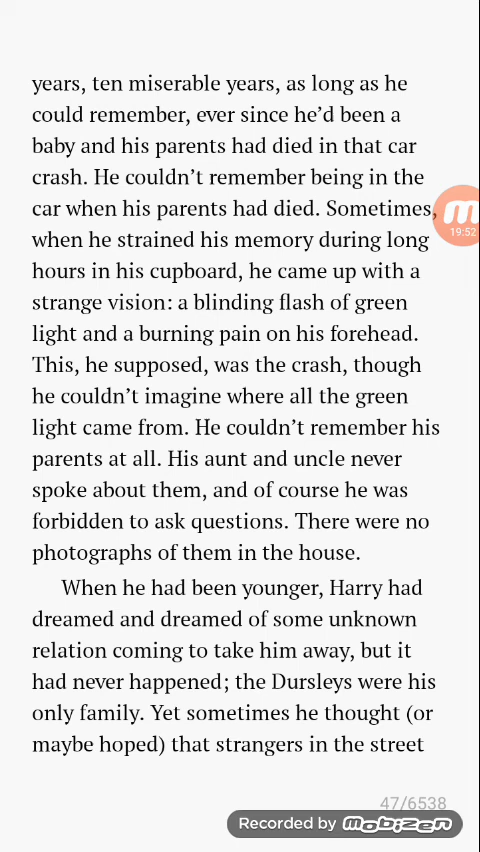 years, ten miserable years, as long as he
could remember, ever since he’d been a
baby and his parents had died in that car
crash. He couldn’t remember being in the
car when his parents had died. Sometimes,
when he strained his memory during long
hours in his cupboard, he came up with a
strange vision: a blinding flash of green
light and a burning pain on his forehead.
This, he supposed, was the crash, though
he couldn’t imagine where all the green
light came from. He couldn’t remember his
parents at all. His aunt and uncle never
spoke about them, and of course he was
forbidden to ask questions. There were no
photographs of them in the house.
When he had been younger, Harry had
dreamed and dreamed of some unknown
relation coming to take him away, but it
had never happened; the Dursleys were his
only family. Yet sometimes he thought (or
maybe hoped) that strangers in the street
m
19:52
47/6538
Recorded by mobizen